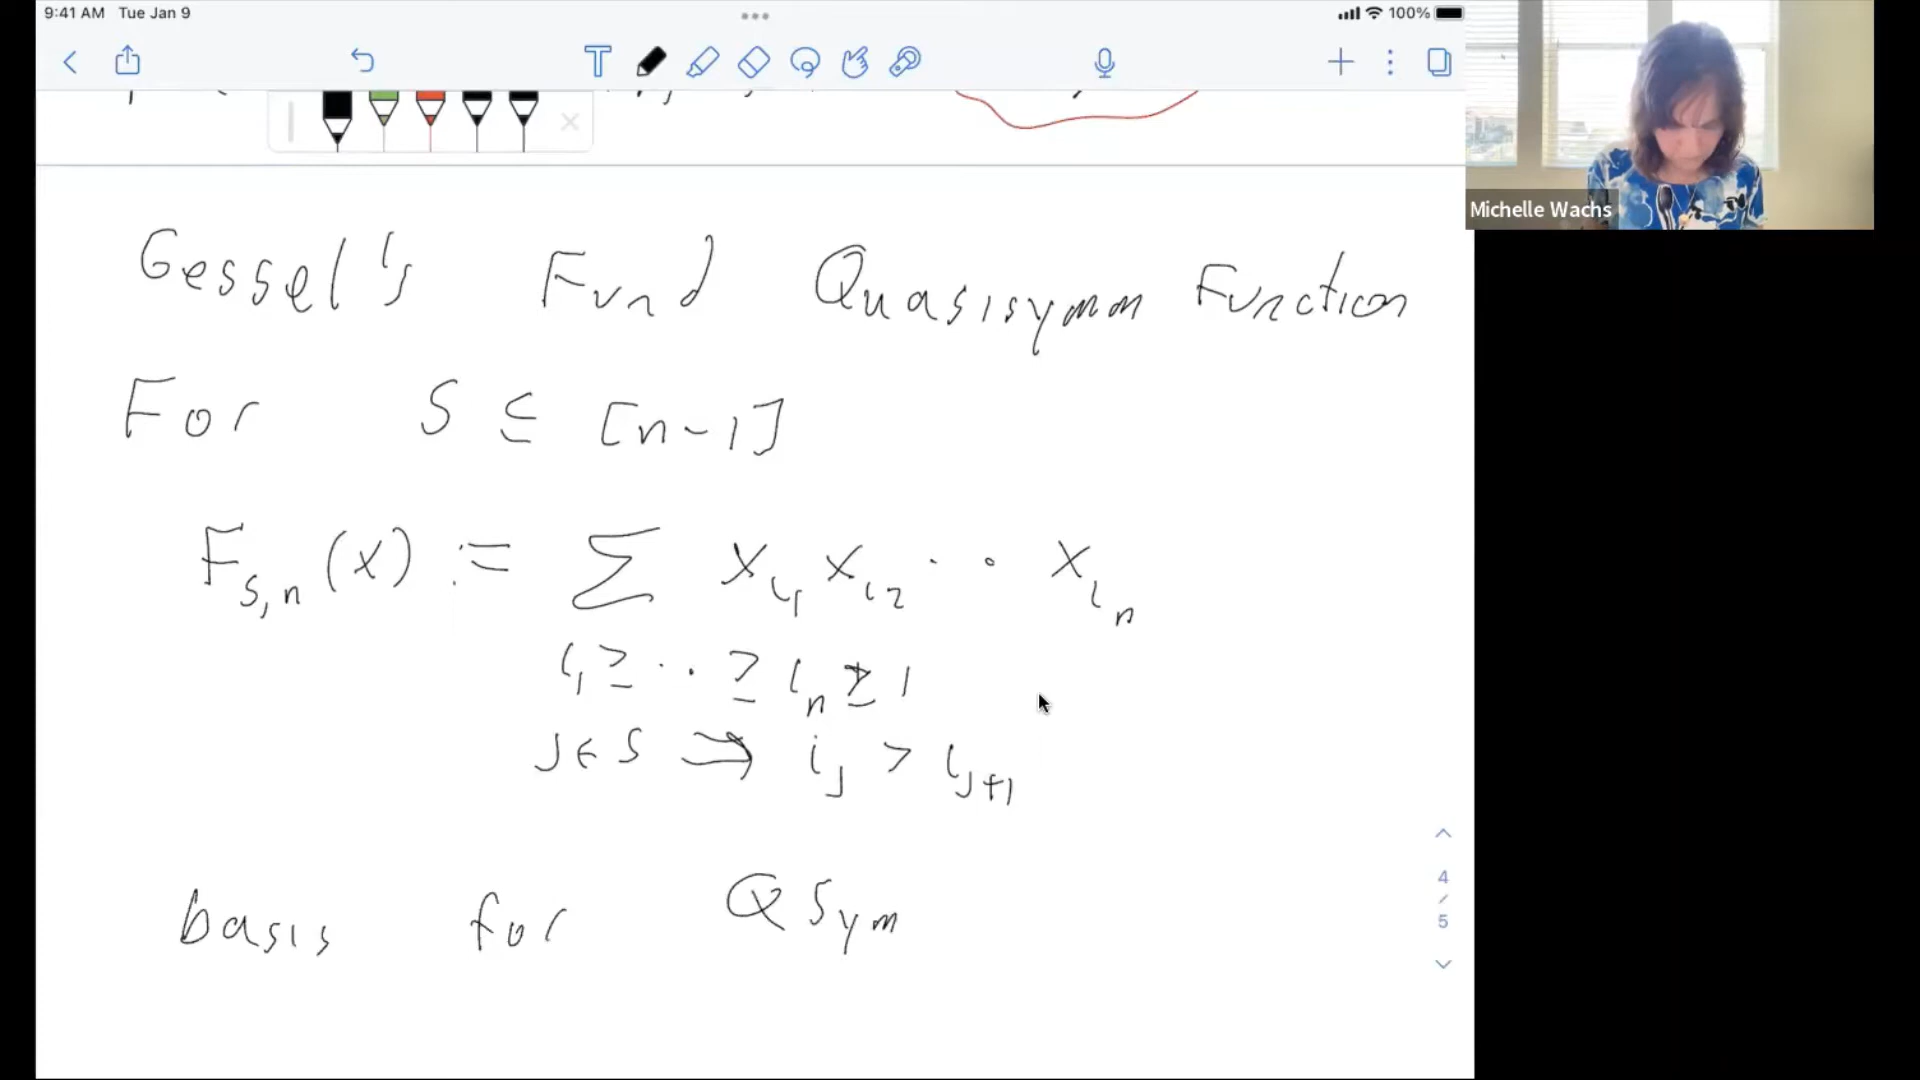 9:41 AM Tue Jan 9
100%
Michelle Wachs
Gessel's Fund Quasisymm Function
For S ⊆ [n-1]
F_{S,n}(x) := ∑ x_{i_1} x_{i_2} · · x_{i_n}
i_1 ≥ · · ≥ i_n ≥ 1
j ∈ S ⇒ i_j > i_{j+1}
basis for QSym
4
/
5